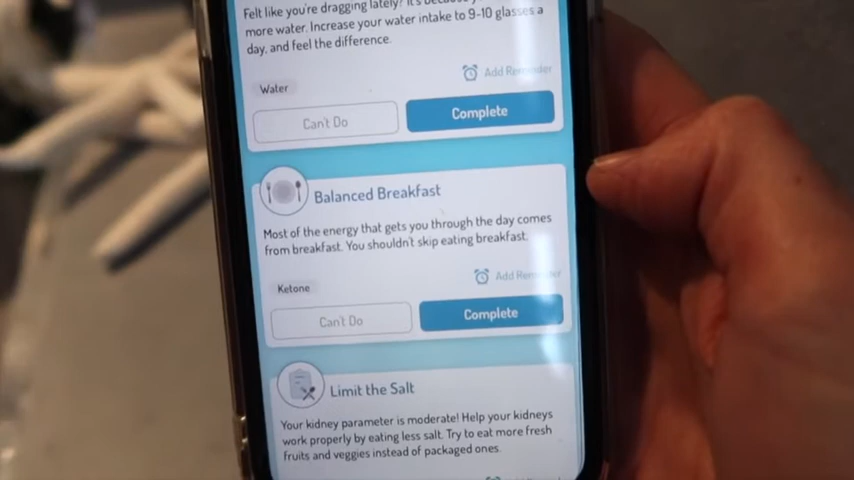 Felt like you're dragging lately? It's because
more water. Increase your water intake to 9-10 glasses a
day, and feel the difference.
Add Reminder
Water
Can't Do
Complete
Balanced Breakfast
Most of the energy that gets you through the day comes
from breakfast. You shouldn't skip eating breakfast.
Add Reminder
Ketone
Can't Do
Complete
Limit the Salt
Your kidney parameter is moderate! Help your kidneys
work properly by eating less salt. Try to eat more fresh
fruits and veggies instead of packaged ones.